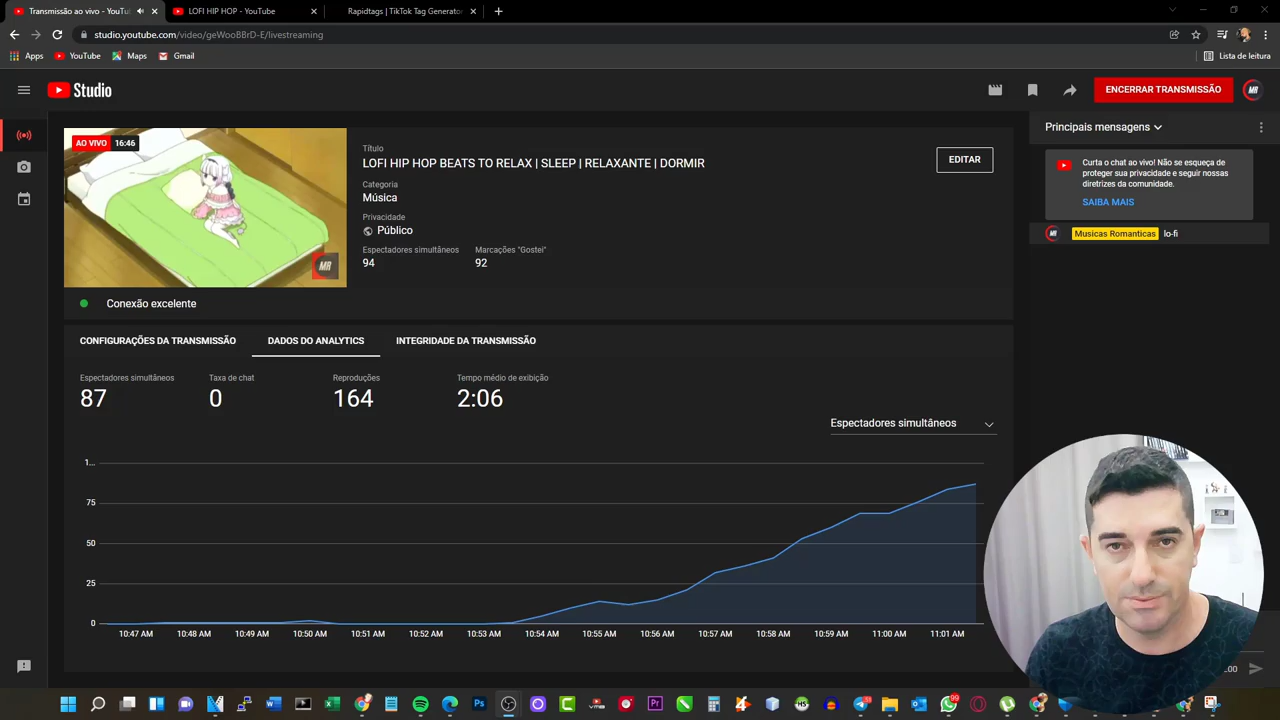 Transmissão ao vivo - YouTu
LOFI HIP HOP - YouTube
Rapidtags | TikTok Tag Generator
studio.youtube.com/video/geWooBBrD-E/livestreaming
Apps
YouTube
Maps
Gmail
Lista de leitura
Studio
ENCERRAR TRANSMISSÃO
MR
AO VIVO
16:46
MR
Título
LOFI HIP HOP BEATS TO RELAX | SLEEP | RELAXANTE | DORMIR
EDITAR
Categoria
Música
Privacidade
Público
Espectadores simultâneos
Marcações "Gostei"
94
92
Conexão excelente
Principais mensagens
Curta o chat ao vivo! Não se esqueça de
proteger sua privacidade e seguir nossas
diretrizes da comunidade.
SAIBA MAIS
MR
Musicas Romanticas
lo-fi
CONFIGURAÇÕES DA TRANSMISSÃO
DADOS DO ANALYTICS
INTEGRIDADE DA TRANSMISSÃO
Espectadores simultâneos
Taxa de chat
Reproduções
Tempo médio de exibição
87
0
164
2:06
Espectadores simultâneos
1...
75
50
25
0
10:47 AM
10:48 AM
10:49 AM
10:50 AM
10:51 AM
10:52 AM
10:53 AM
10:54 AM
10:55 AM
10:56 AM
10:57 AM
10:58 AM
10:59 AM
11:00 AM
11:01 AM
99